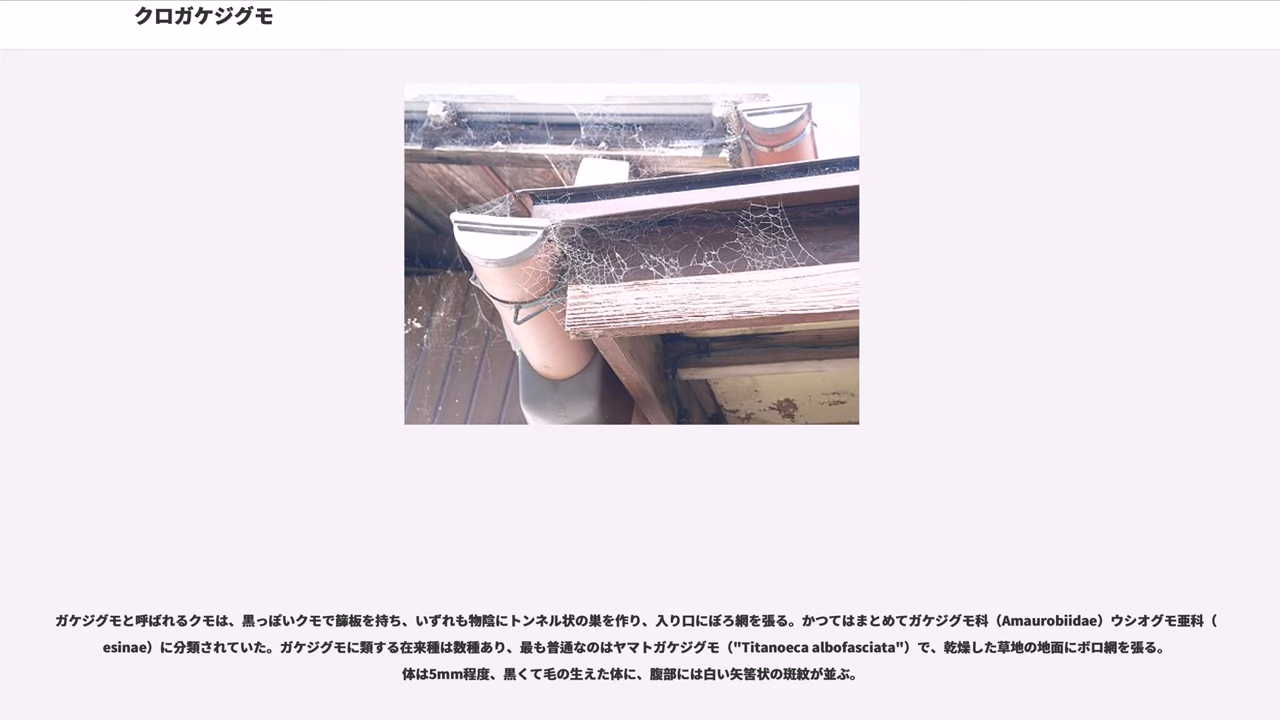 クロガケジグモ
ガケジグモと呼ばれるクモは、黒っぽいクモで篩板を持ち、いずれも物陰にトンネル状の巣を作り、入り口にぼろ網を張る。かつてはまとめてガケジグモ科（Amaurobiidae）ウシオグモ亜科（
esinae）に分類されていた。ガケジグモに類する在来種は数種あり、最も普通なのはヤマトガケジグモ（"Titanoeca albofasciata"）で、乾燥した草地の地面にボロ網を張る。
体は5mm程度、黒くて毛の生えた体に、腹部には白い矢筈状の斑紋が並ぶ。